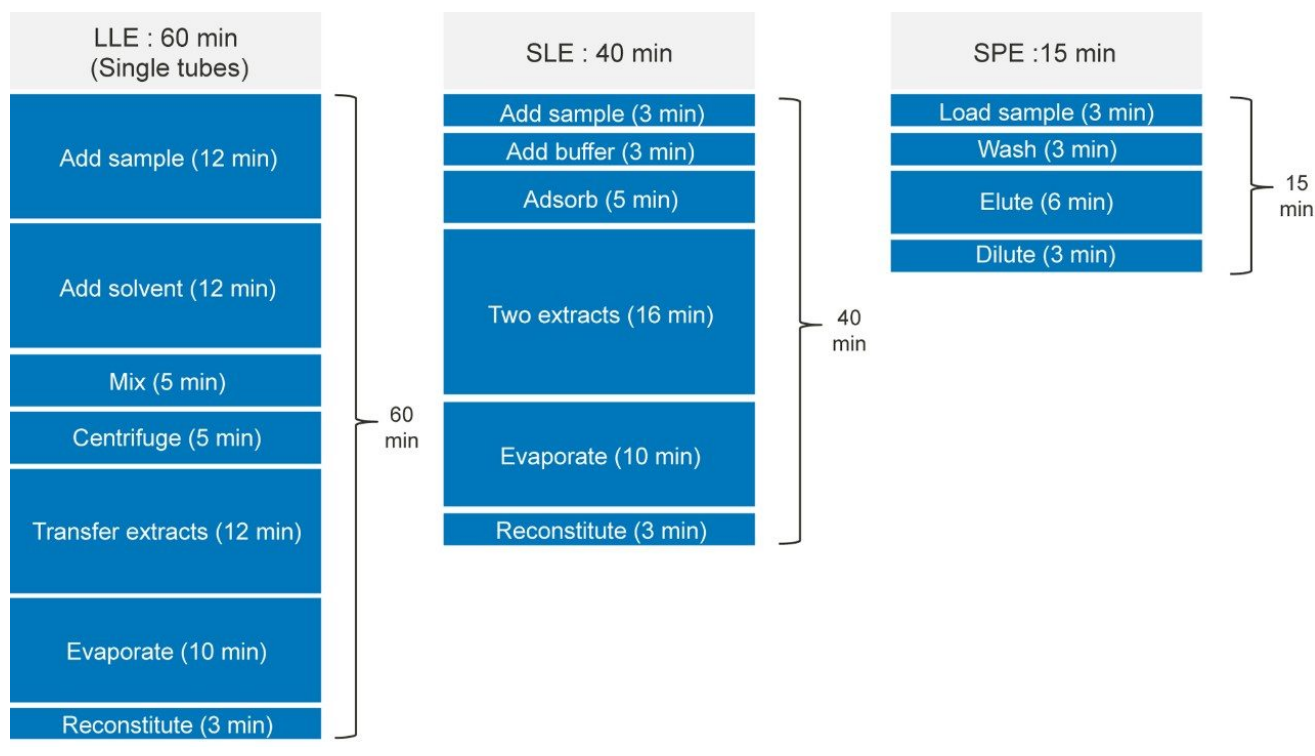 LLE : 60 min
(Single tubes)
Add sample (12 min)
Add solvent (12 min)
Mix (5 min)
Centrifuge (5 min)
Transfer extracts (12 min)
Evaporate (10 min)
Reconstitute (3 min)
60
min
SLE : 40 min
Add sample (3 min)
Add buffer (3 min)
Adsorb (5 min)
Two extracts (16 min)
Evaporate (10 min)
Reconstitute (3 min)
40
min
SPE :15 min
Load sample (3 min)
Wash (3 min)
Elute (6 min)
Dilute (3 min)
15
min